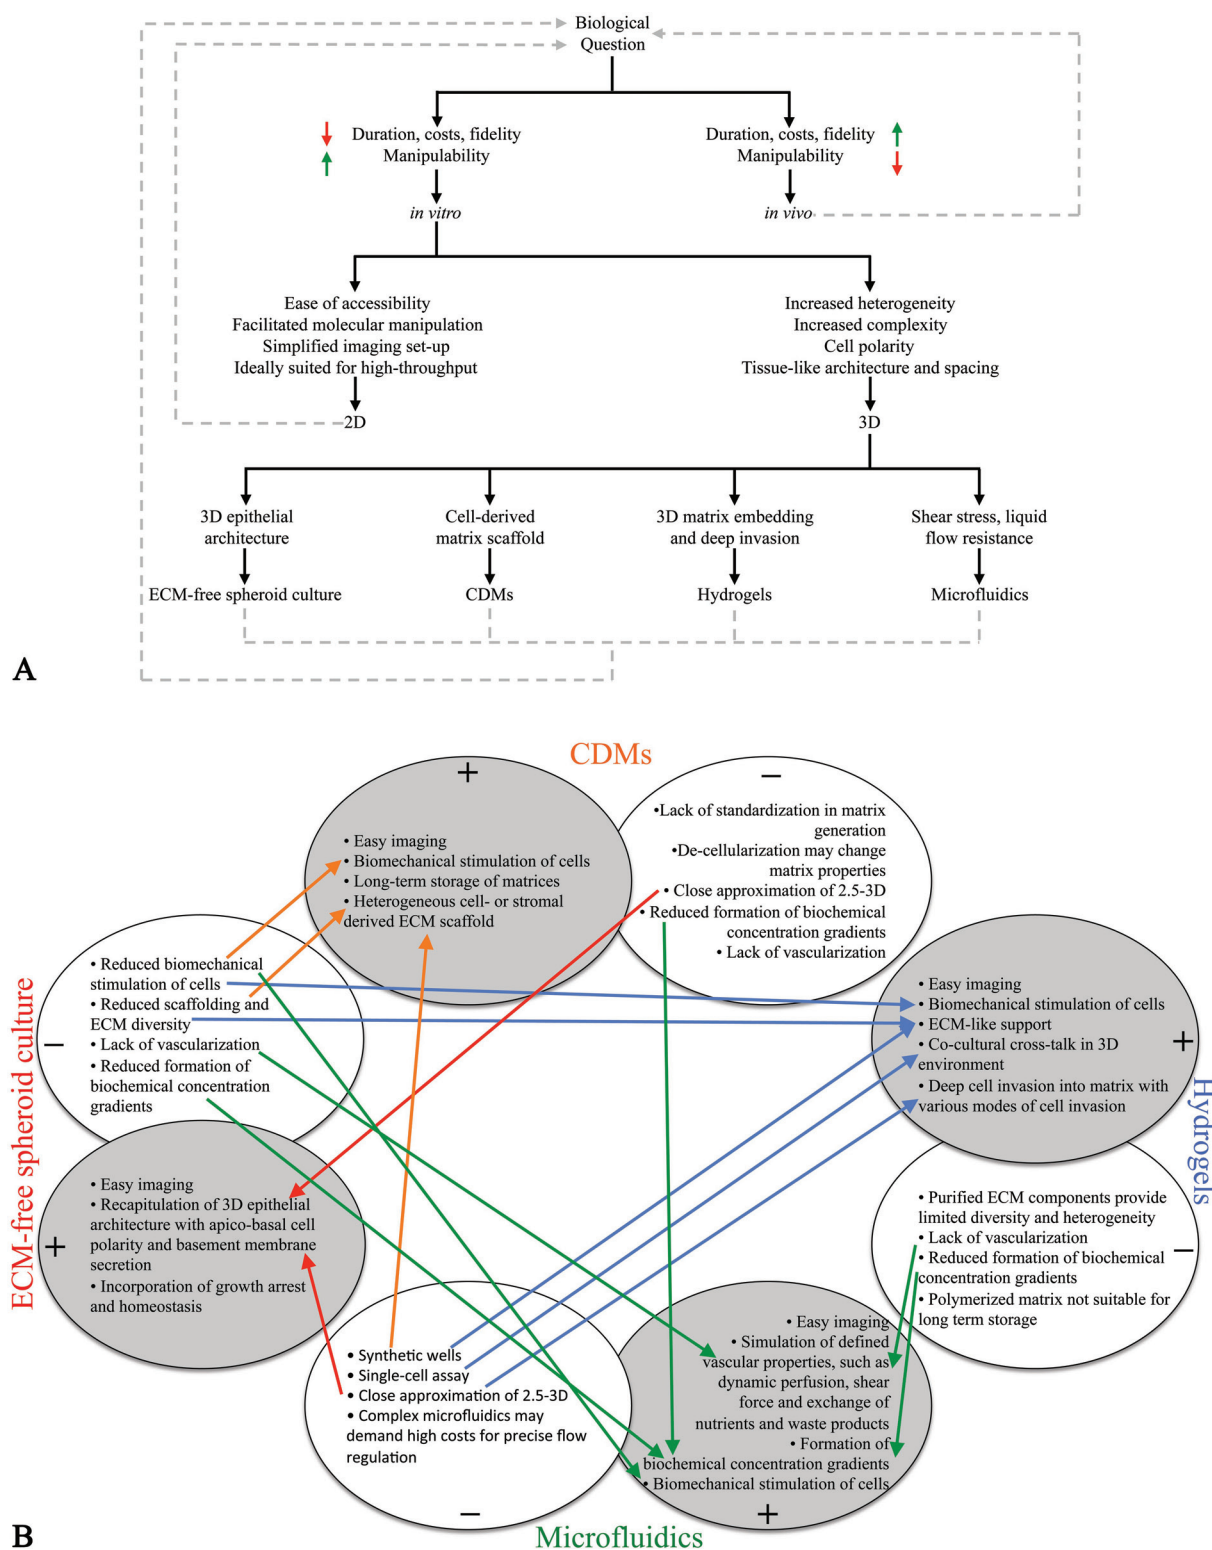 Biological
Question
Duration, costs, fidelity
Manipulability
Duration, costs, fidelity
Manipulability
in vitro
in vivo
Ease of accessibility
Facilitated molecular manipulation
Simplified imaging set-up
Ideally suited for high-throughput
Increased heterogeneity
Increased complexity
Cell polarity
Tissue-like architecture and spacing
2D
3D
3D epithelial
architecture
Cell-derived
matrix scaffold
3D matrix embedding
and deep invasion
Shear stress, liquid
flow resistance
ECM-free spheroid culture
CDMs
Hydrogels
Microfluidics
A
CDMs
+
• Easy imaging
• Biomechanical stimulation of cells
• Long-term storage of matrices
• Heterogeneous cell- or stromal
derived ECM scaffold
−
•Lack of standardization in matrix
generation
•De-cellularization may change
matrix properties
• Close approximation of 2.5-3D
• Reduced formation of biochemical
concentration gradients
• Lack of vascularization
ECM-free spheroid culture
−
• Reduced biomechanical
stimulation of cells
• Reduced scaffolding and
ECM diversity
• Lack of vascularization
• Reduced formation of
biochemical concentration
gradients
+
• Easy imaging
• Recapitulation of 3D epithelial
architecture with apico-basal cell
polarity and basement membrane
secretion
• Incorporation of growth arrest
and homeostasis
Hydrogels
+
• Easy imaging
• Biomechanical stimulation of cells
• ECM-like support
• Co-cultural cross-talk in 3D
environment
• Deep cell invasion into matrix with
various modes of cell invasion
−
• Purified ECM components provide
limited diversity and heterogeneity
• Lack of vascularization
• Reduced formation of biochemical
concentration gradients
• Polymerized matrix not suitable for
long term storage
• Synthetic wells
• Single-cell assay
• Close approximation of 2.5-3D
• Complex microfluidics may
demand high costs for precise flow
regulation
−
• Easy imaging
• Simulation of defined
vascular properties, such as
dynamic perfusion, shear
force and exchange of
nutrients and waste products
• Formation of
biochemical concentration gradients
• Biomechanical stimulation of cells
+
Microfluidics
B